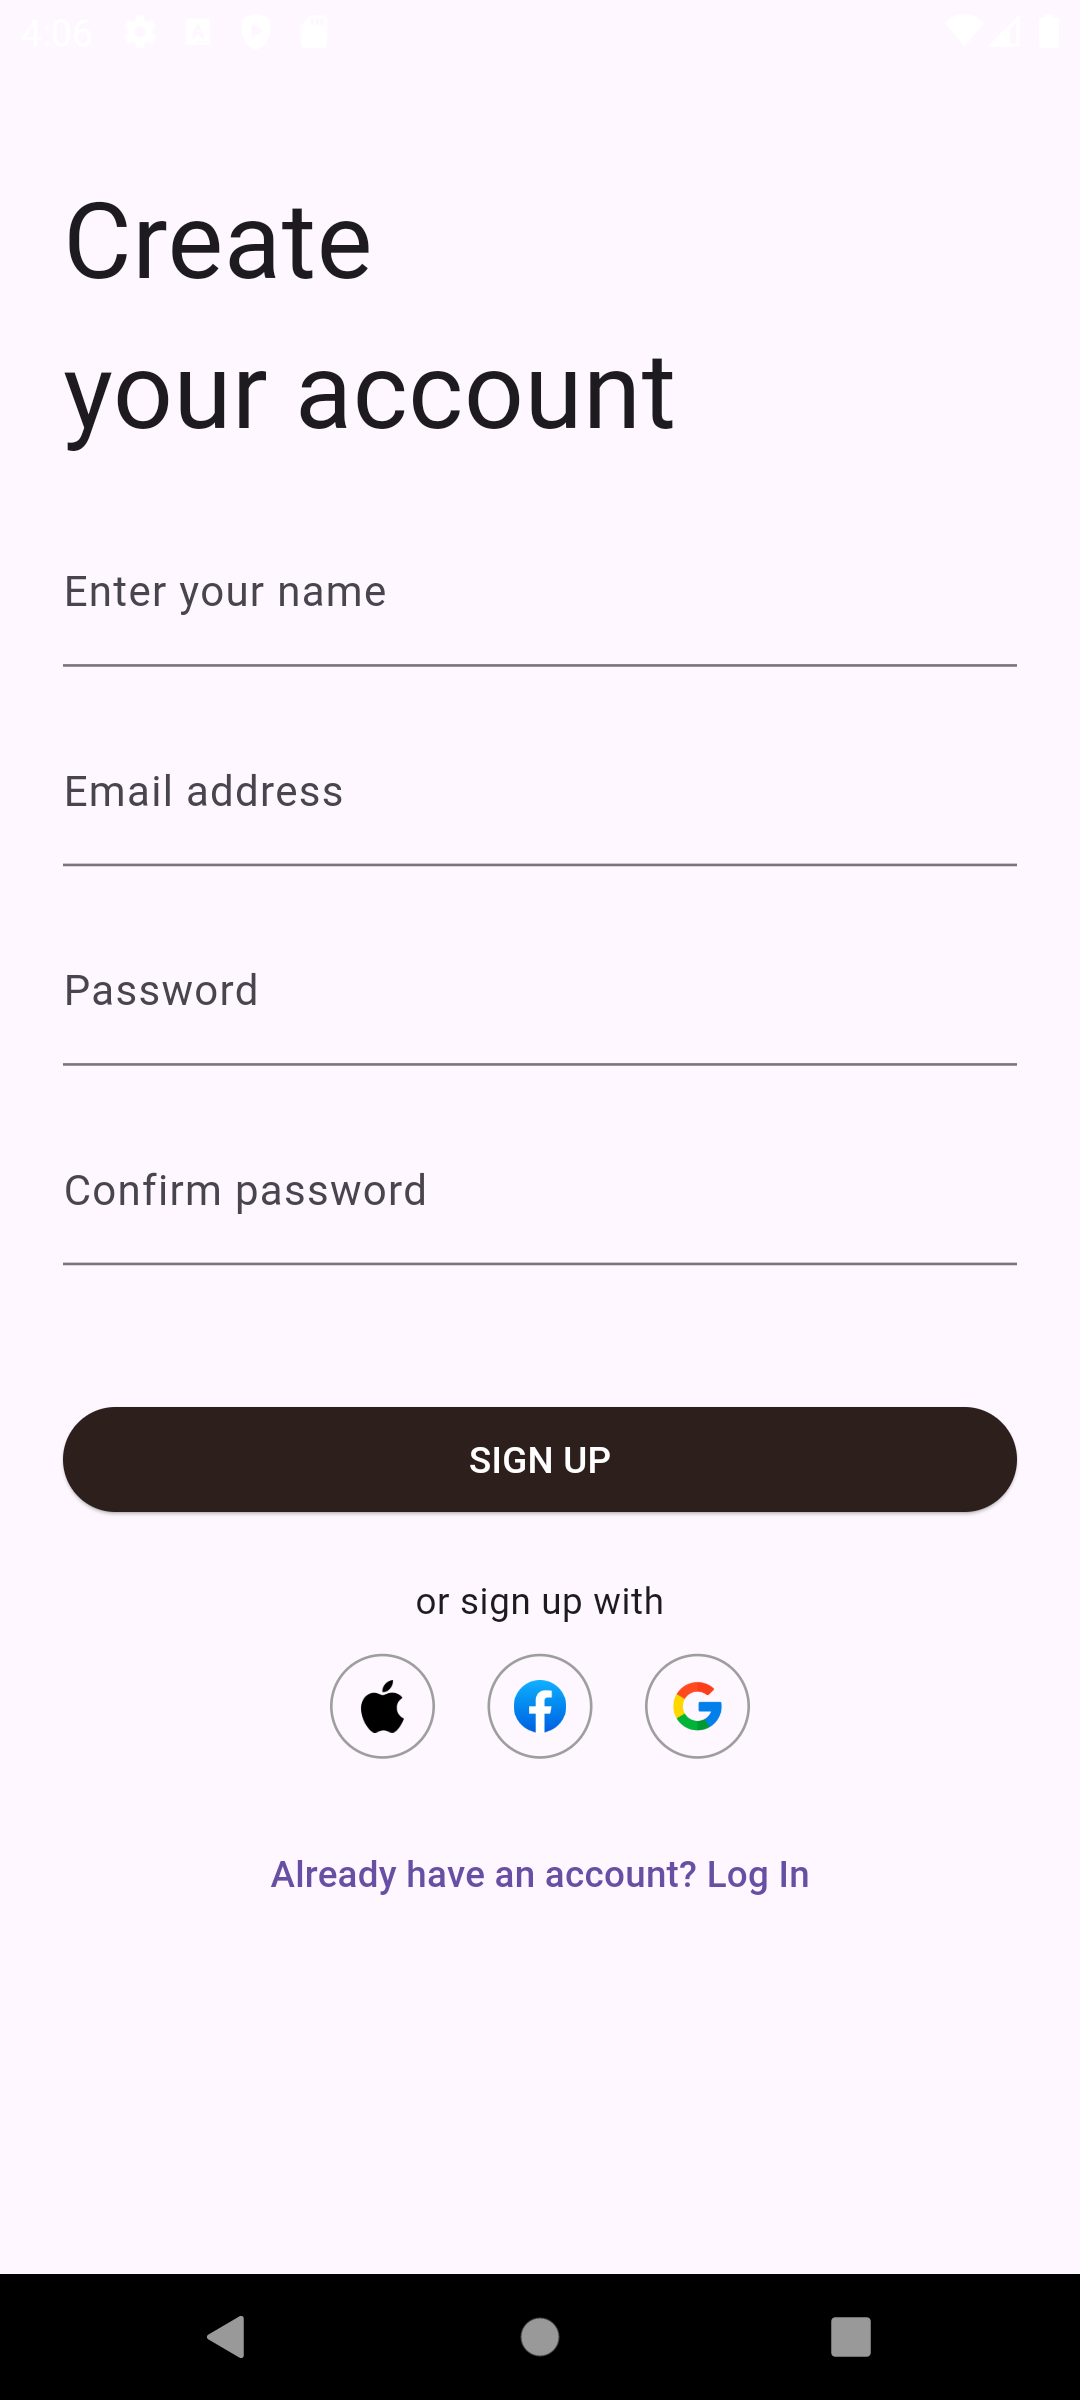 4:06
Create
your account
Enter your name
Email address
Password
Confirm password
SIGN UP
or sign up with
Already have an account? Log In